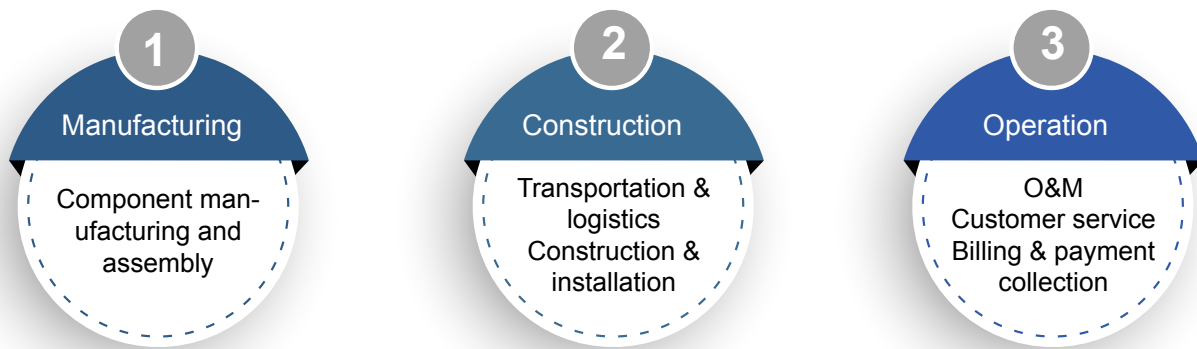 1
Manufacturing
Component man-
ufacturing and
assembly
2
Construction
Transportation &
logistics
Construction &
installation
3
Operation
O&M
Customer service
Billing & payment
collection